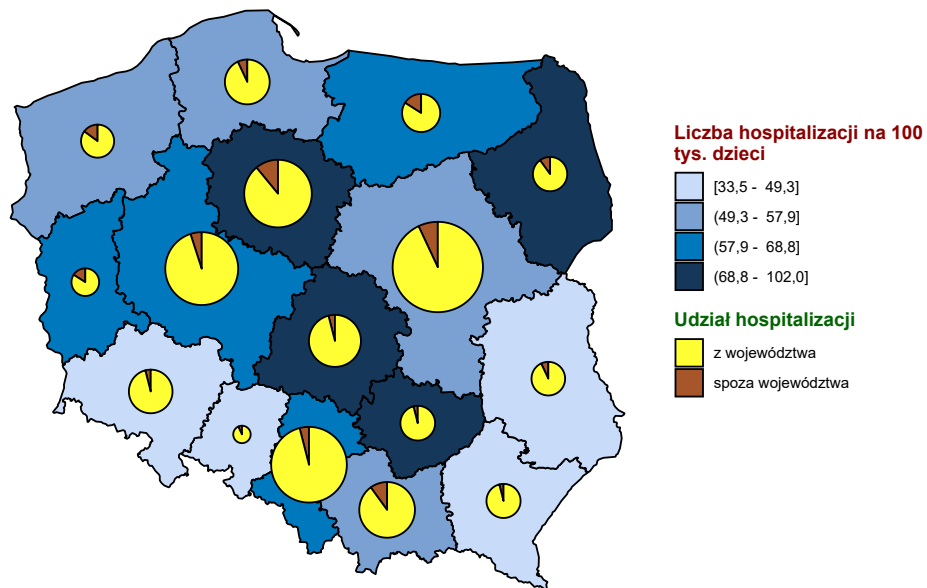 Liczba hospitalizacji na 100
tys. dzieci
[33,5 - 49,3]
(49,3 - 57,9]
(57,9 - 68,8]
(68,8 - 102,0]
Udział hospitalizacji
z województwa
spoza województwa